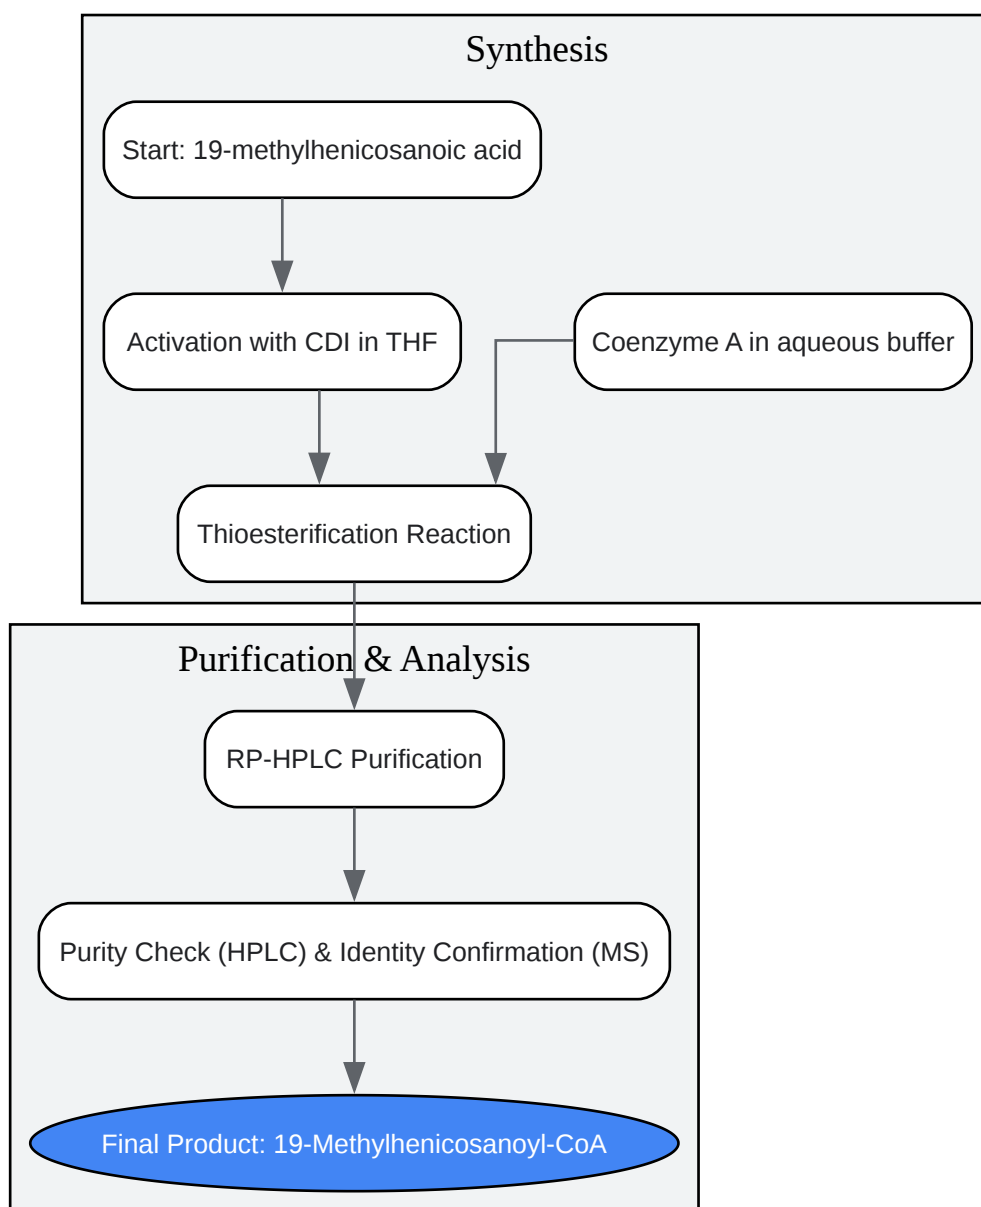 Synthesis
Start: 19-methylhenicosanoic acid
Activation with CDI in THF
Coenzyme A in aqueous buffer
Thioesterification Reaction
Purification & Analysis
RP-HPLC Purification
Purity Check (HPLC) & Identity Confirmation (MS)
Final Product: 19-Methylhenicosanoyl-CoA